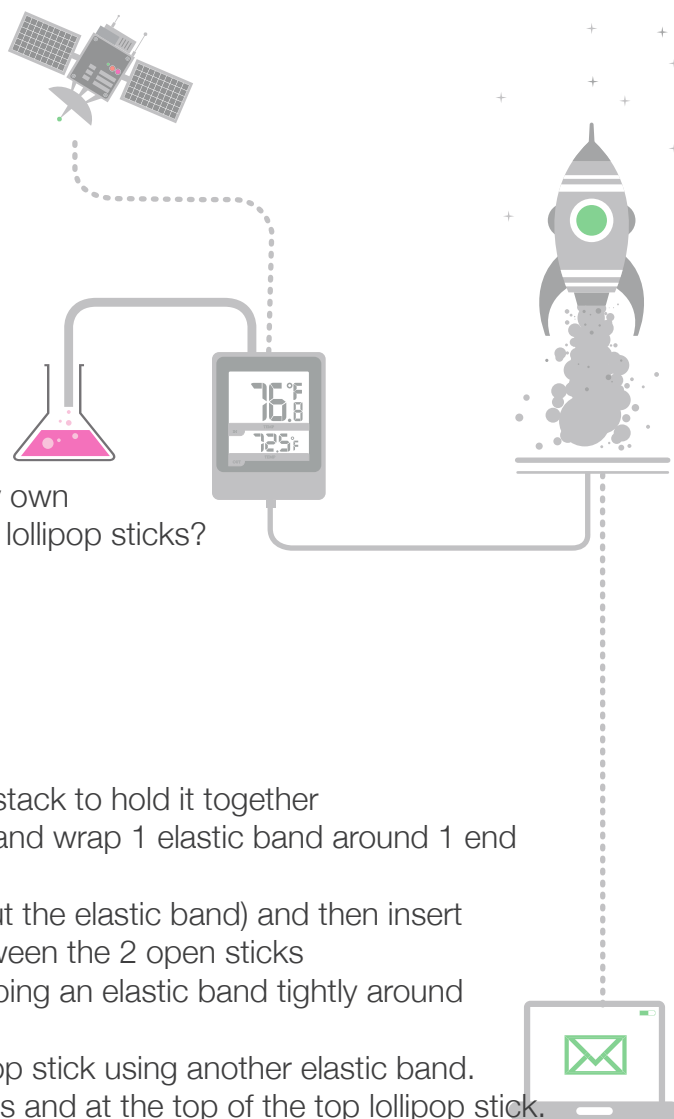 76.8 °F
72.5 °F
own
lollipop sticks?
stack to hold it together
and wrap 1 elastic band around 1 end
the elastic band) and then insert
ween the 2 open sticks
ing an elastic band tightly around
op stick using another elastic band.
s and at the top of the top lollipop stick.